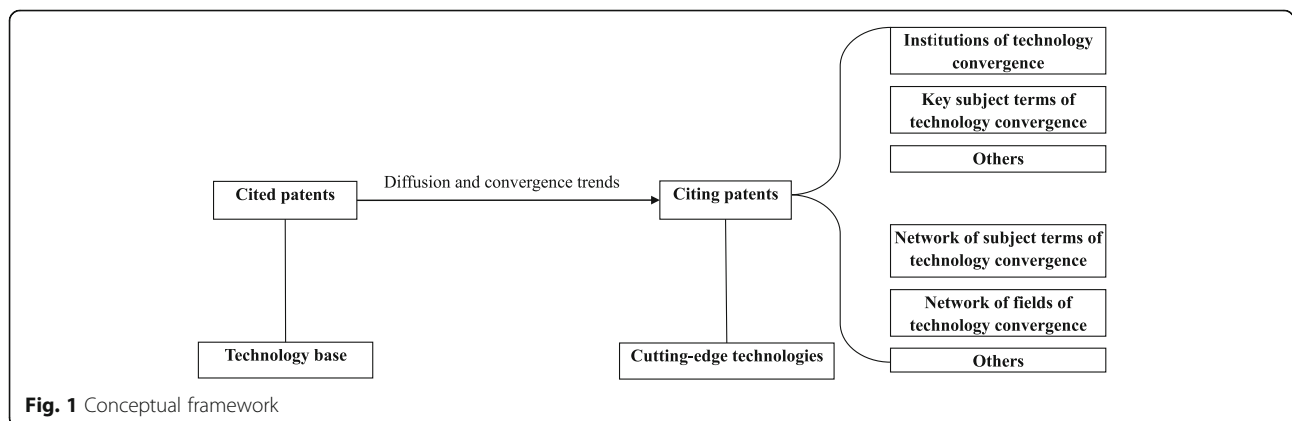 Institutions of technology
convergence
Key subject terms of
technology convergence
Others
Diffusion and convergence trends
Cited patents
Citing patents
Network of subject terms of
technology convergence
Network of fields of
technology convergence
Technology base
Cutting-edge technologies
Others
Fig. 1 Conceptual framework